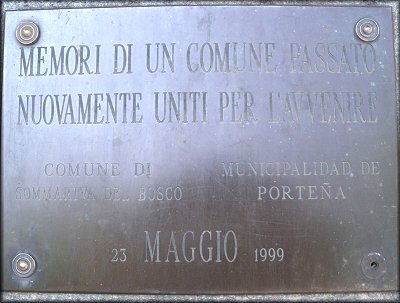 MEMORI DI UN COMUNE PASSATO
NUOVAMENTE UNITI PER L'AVVENIRE
COMUNE DI MUNICIPALIDAD DE
SOMMARIVA DEL BOSCO PORTEÑA
23 MAGGIO 1999